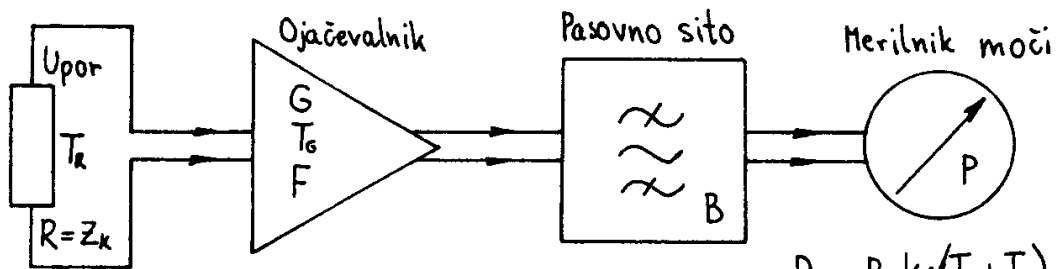 Upor
T_R
R=Z_K
Ojačevalnik
G
T_G
F
Pasovno sito
B
Merilnik moči
P